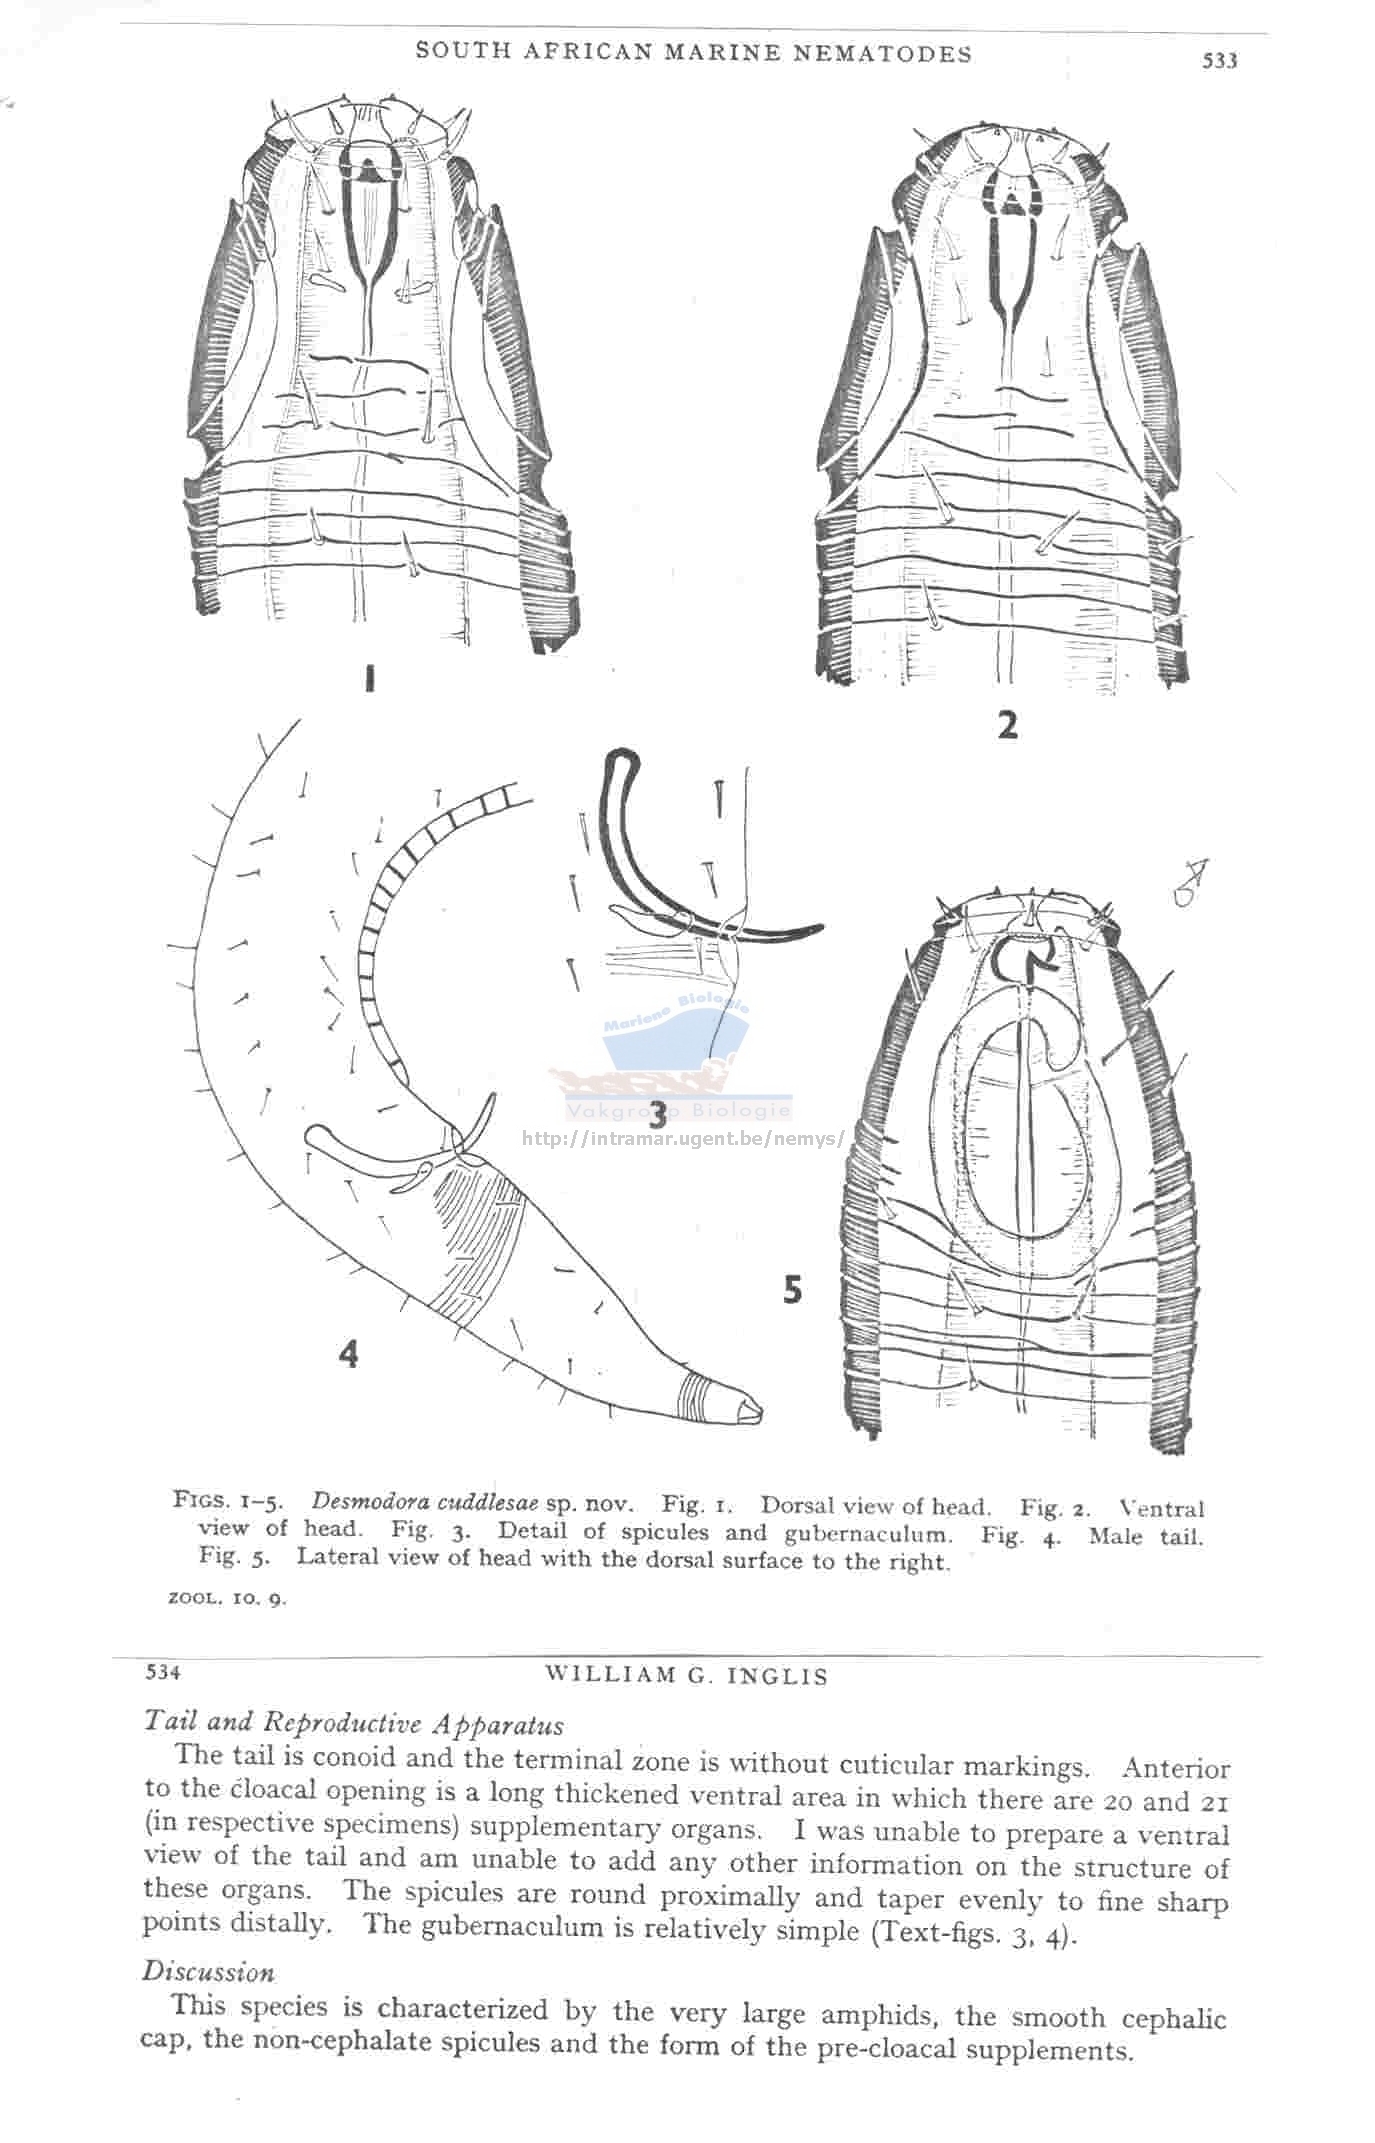 SOUTH AFRICAN MARINE NEMATODES 533
1
2
3
Mariene Biologie
Vakgroep Biologie
http://intramar.ugent.be/nemys/
4
5
FIGS. 1–5. Desmodora cuddlesae sp. nov. Fig. 1. Dorsal view of head. Fig. 2. Ventral
view of head. Fig. 3. Detail of spicules and gubernaculum. Fig. 4. Male tail.
Fig. 5. Lateral view of head with the dorsal surface to the right.
ZOOL. 10. 9.
534 WILLIAM G. INGLIS
Tail and Reproductive Apparatus
The tail is conoid and the terminal zone is without cuticular markings. Anterior
to the cloacal opening is a long thickened ventral area in which there are 20 and 21
(in respective specimens) supplementary organs. I was unable to prepare a ventral
view of the tail and am unable to add any other information on the structure of
these organs. The spicules are round proximally and taper evenly to fine sharp
points distally. The gubernaculum is relatively simple (Text-figs. 3, 4).
Discussion
This species is characterized by the very large amphids, the smooth cephalic
cap, the non-cephalate spicules and the form of the pre-cloacal supplements.